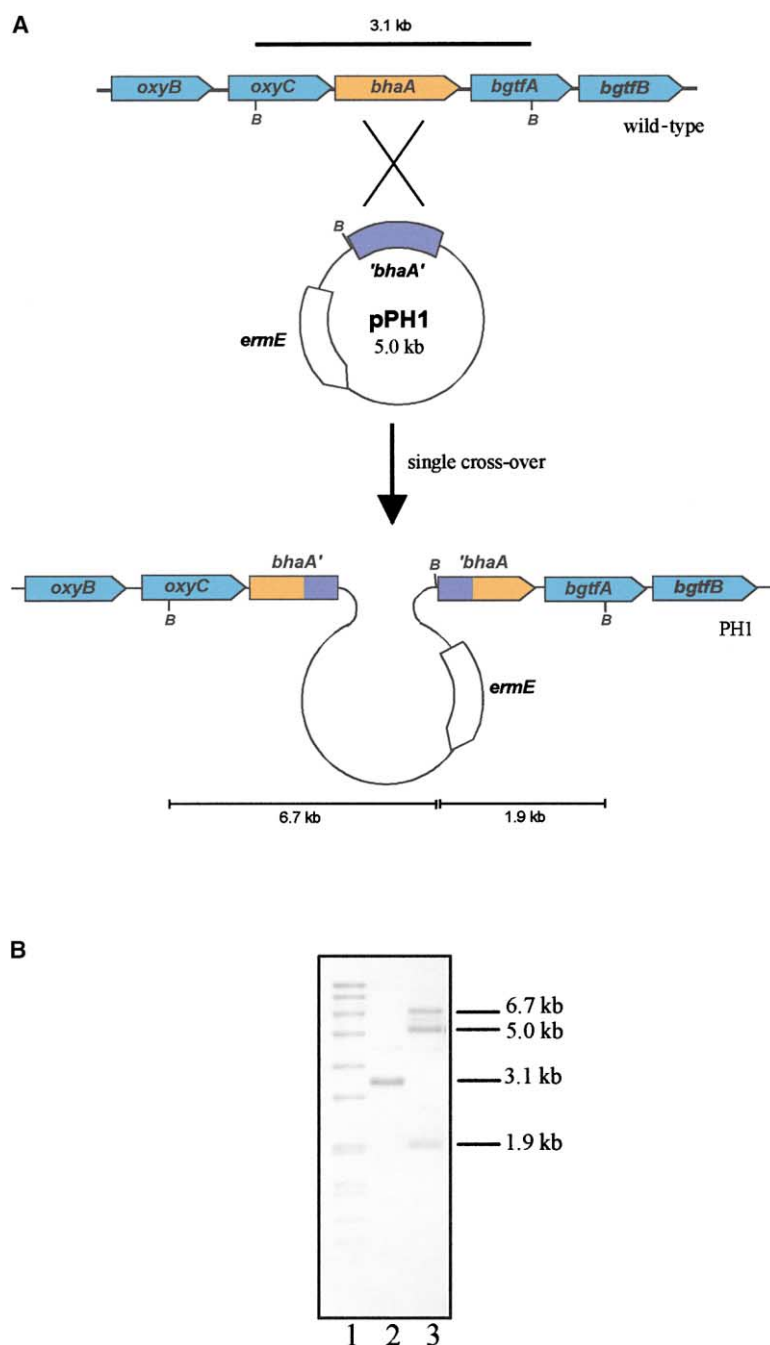 A
3.1 kb
oxyB oxyC bhaA bgtfA bgtfB
B B
wild-type
B
'bhaA'
pPH1
5.0 kb
ermE
single cross-over
bhaA' B 'bhaA
oxyB oxyC bgtfA bgtfB
B B
PH1
ermE
6.7 kb 1.9 kb
B
6.7 kb
5.0 kb
3.1 kb
1.9 kb
1 2 3